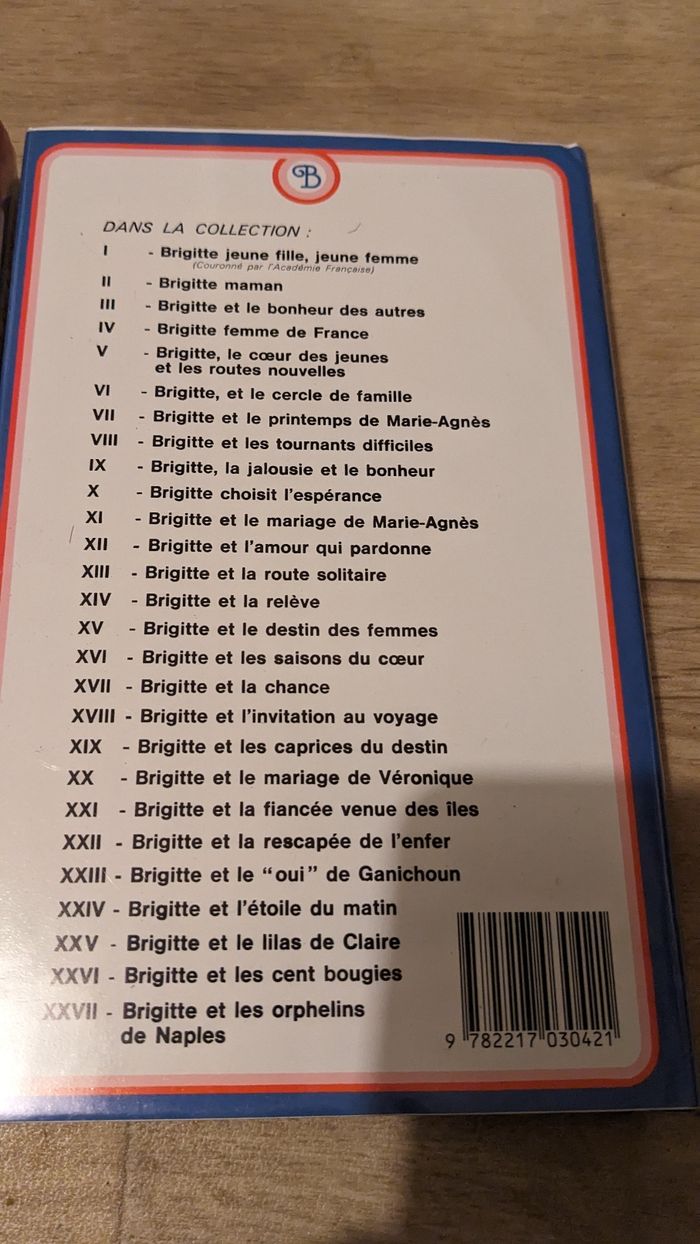 B
DANS LA COLLECTION :
I - Brigitte jeune fille, jeune femme
(Couronné par l'Académie Française)
II - Brigitte maman
III - Brigitte et le bonheur des autres
IV - Brigitte femme de France
V - Brigitte, le cœur des jeunes
et les routes nouvelles
VI - Brigitte, et le cercle de famille
VII - Brigitte et le printemps de Marie-Agnès
VIII - Brigitte et les tournants difficiles
IX - Brigitte, la jalousie et le bonheur
X - Brigitte choisit l'espérance
XI - Brigitte et le mariage de Marie-Agnès
XII - Brigitte et l'amour qui pardonne
XIII - Brigitte et la route solitaire
XIV - Brigitte et la relève
XV - Brigitte et le destin des femmes
XVI - Brigitte et les saisons du cœur
XVII - Brigitte et la chance
XVIII - Brigitte et l'invitation au voyage
XIX - Brigitte et les caprices du destin
XX - Brigitte et le mariage de Véronique
XXI - Brigitte et la fiancée venue des îles
XXII - Brigitte et la rescapée de l'enfer
XXIII - Brigitte et le "oui" de Ganichoun
XXIV - Brigitte et l'étoile du matin
XXV - Brigitte et le lilas de Claire
XXVI - Brigitte et les cent bougies
XXVII - Brigitte et les orphelins
de Naples
9 782217 030421